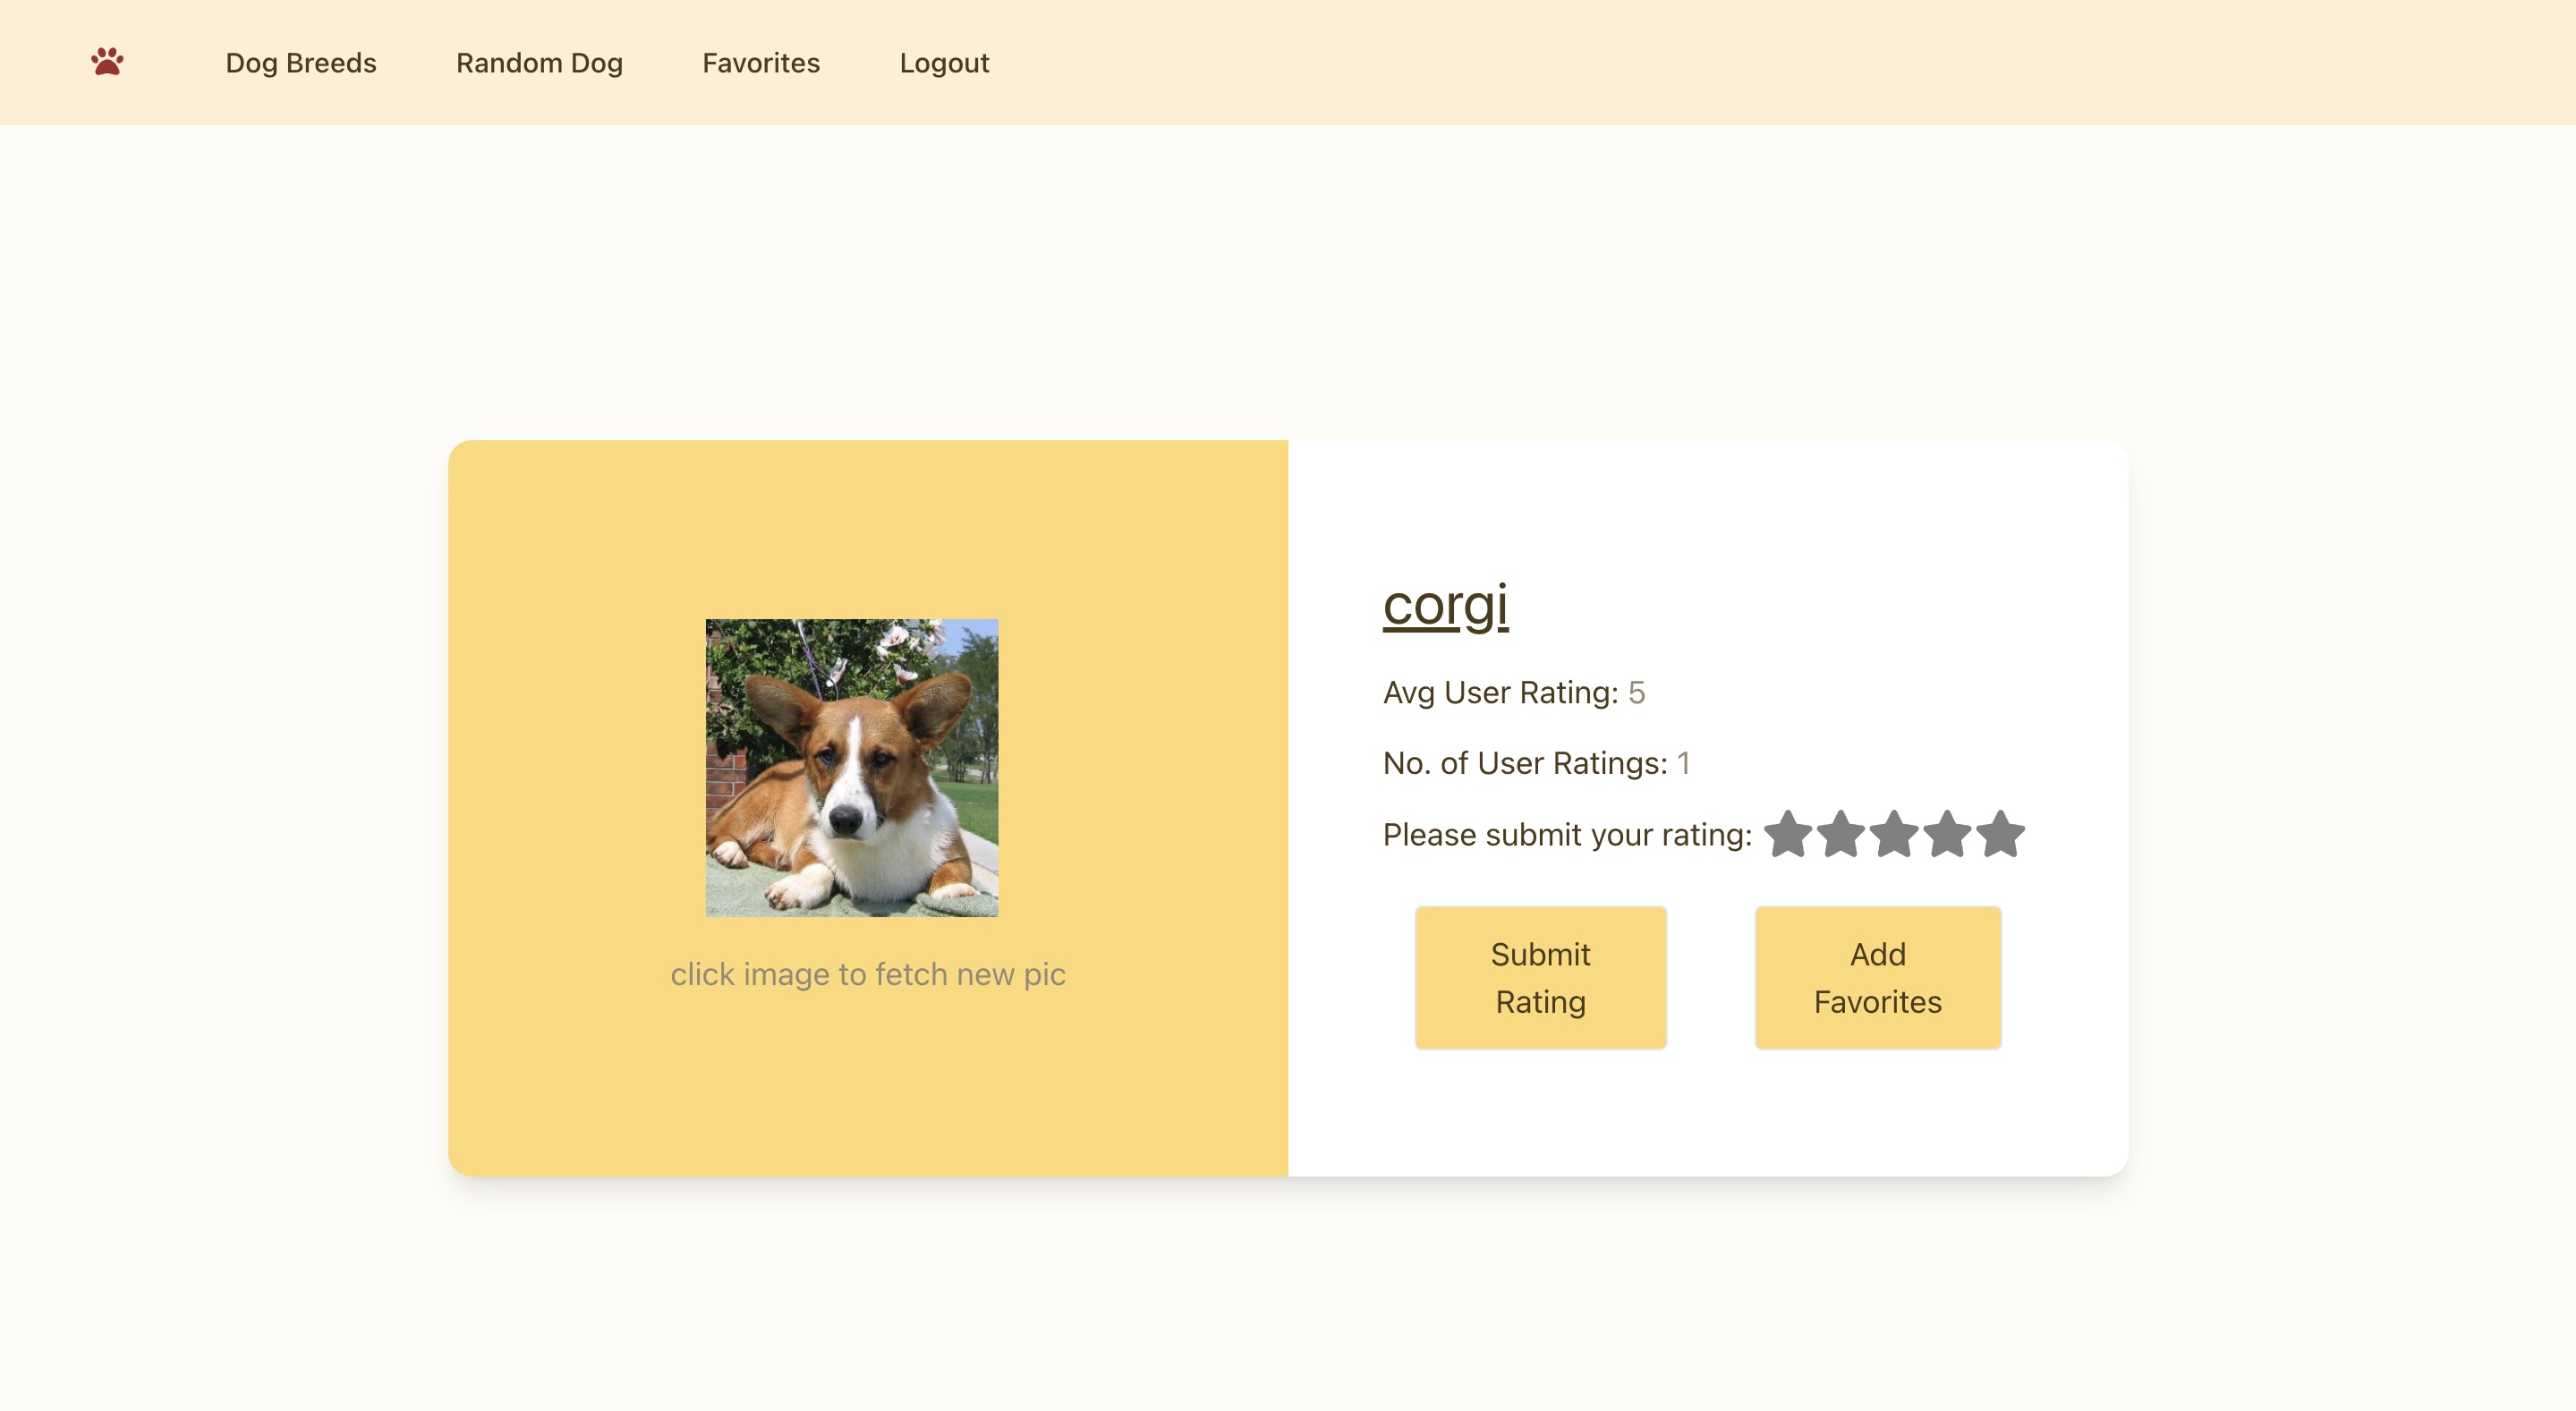 Dog Breeds Random Dog Favorites Logout
corgi
Avg User Rating: 5
No. of User Ratings: 1
Please submit your rating:
click image to fetch new pic
Submit
Rating
Add
Favorites